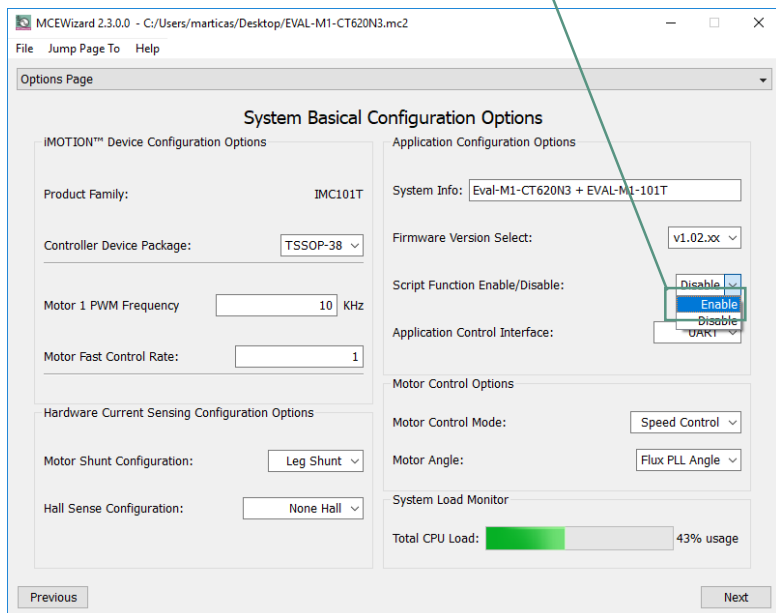 MCEWizard 2.3.0.0 - C:/Users/marticas/Desktop/EVAL-M1-CT620N3.mc2
File Jump Page To Help
Options Page
System Basical Configuration Options
iMOTION™ Device Configuration Options
Product Family: IMC101T
Controller Device Package: TSSOP-38
Motor 1 PWM Frequency 10 KHz
Motor Fast Control Rate: 1
Hardware Current Sensing Configuration Options
Motor Shunt Configuration: Leg Shunt
Hall Sense Configuration: None Hall
Application Configuration Options
System Info: Eval-M1-CT620N3 + EVAL-M1-101T
Firmware Version Select: v1.02.xx
Script Function Enable/Disable: Disable
Enable
Disable
Application Control Interface: UART
Motor Control Options
Motor Control Mode: Speed Control
Motor Angle: Flux PLL Angle
System Load Monitor
Total CPU Load: 43% usage
Previous
Next